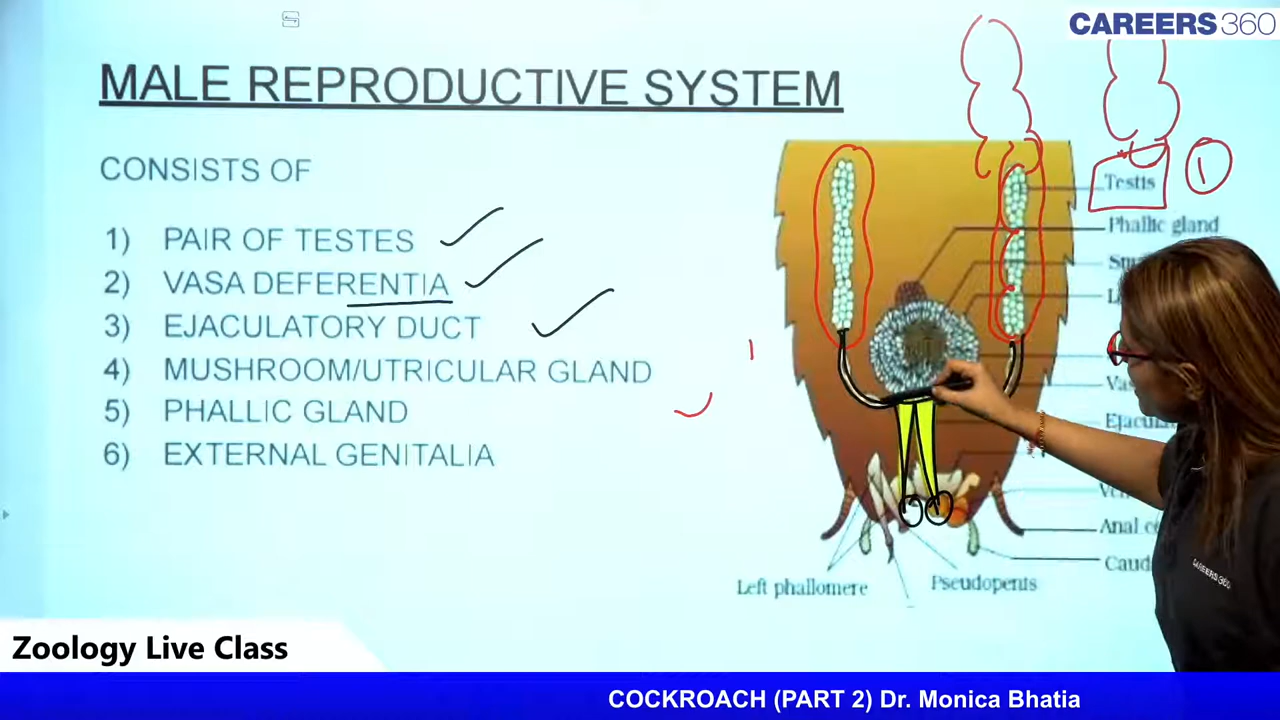 CAREERS360
MALE REPRODUCTIVE SYSTEM
CONSISTS OF
1) PAIR OF TESTES
2) VASA DEFERENTIA
3) EJACULATORY DUCT
4) MUSHROOM/UTRICULAR GLAND
5) PHALLIC GLAND
6) EXTERNAL GENITALIA
Testis
1
Phallic gland
Anal
Left phallomere
Pseudopenis
CAREERS360
Zoology Live Class
COCKROACH (PART 2) Dr. Monica Bhatia